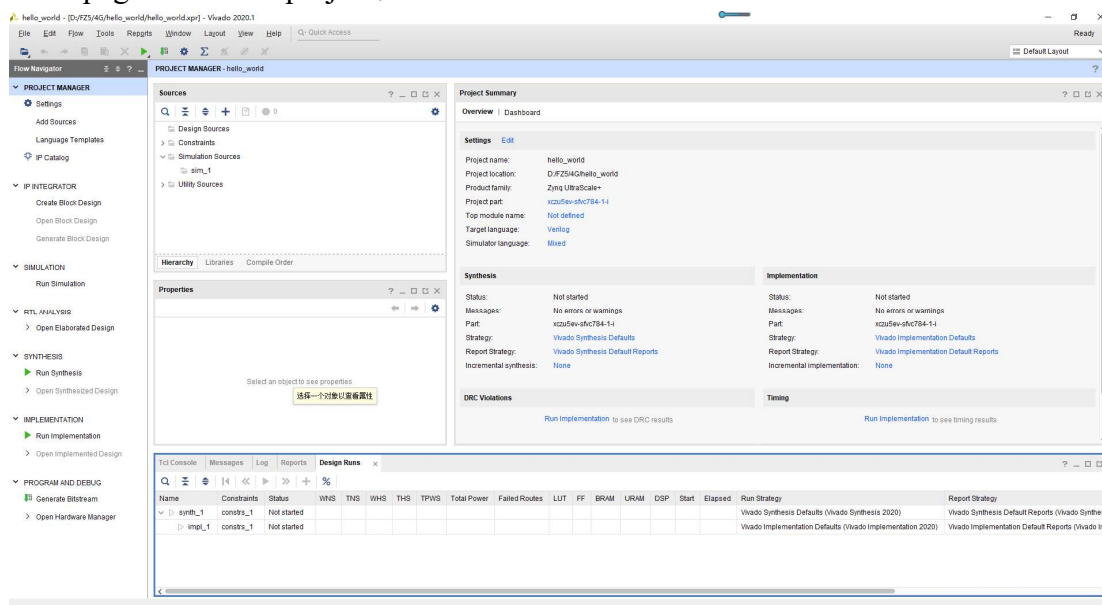 hello_world - [D:/FZ5/4G/hello_world/hello_world.xpr] - Vivado 2020.1
File Edit Flow Tools Reports Window Layout View Help Q- Quick Access
Ready
Default Layout
Flow Navigator
PROJECT MANAGER - hello_world
PROJECT MANAGER
Settings
Add Sources
Language Templates
IP Catalog
IP INTEGRATOR
Create Block Design
Open Block Design
Generate Block Design
SIMULATION
Run Simulation
RTL ANALYSIS
Open Elaborated Design
SYNTHESIS
Run Synthesis
Open Synthesized Design
IMPLEMENTATION
Run Implementation
Open Implemented Design
PROGRAM AND DEBUG
Generate Bitstream
Open Hardware Manager
Sources
0
Design Sources
Constraints
Simulation Sources
sim_1
Utility Sources
Hierarchy Libraries Compile Order
Properties
Select an object to see properties
选择一个对象以查看属性
Project Summary
Overview | Dashboard
Settings Edit
Project name: hello_world
Project location: D:/FZ5/4G/hello_world
Product family: Zynq UltraScale+
Project part: xczu5ev-sfvc784-1-i
Top module name: Not defined
Target language: Verilog
Simulator language: Mixed
Synthesis
Status: Not started
Messages: No errors or warnings
Part: xczu5ev-sfvc784-1-i
Strategy: Vivado Synthesis Defaults
Report Strategy: Vivado Synthesis Default Reports
Incremental synthesis: None
Implementation
Status: Not started
Messages: No errors or warnings
Part: xczu5ev-sfvc784-1-i
Strategy: Vivado Implementation Defaults
Report Strategy: Vivado Implementation Default Reports
Incremental implementation: None
DRC Violations
Run Implementation to see DRC results
Timing
Run Implementation to see timing results
Tcl Console Messages Log Reports Design Runs
Name Constraints Status WNS TNS WHS THS TPWS Total Power Failed Routes LUT FF BRAM URAM DSP Start Elapsed Run Strategy Report Strategy
synth_1 constrs_1 Not started Vivado Synthesis Defaults (Vivado Synthesis 2020) Vivado Synthesis Default Reports (Vivado Synthe
impl_1 constrs_1 Not started Vivado Implementation Defaults (Vivado Implementation 2020) Vivado Implementation Default Reports (Vivado I